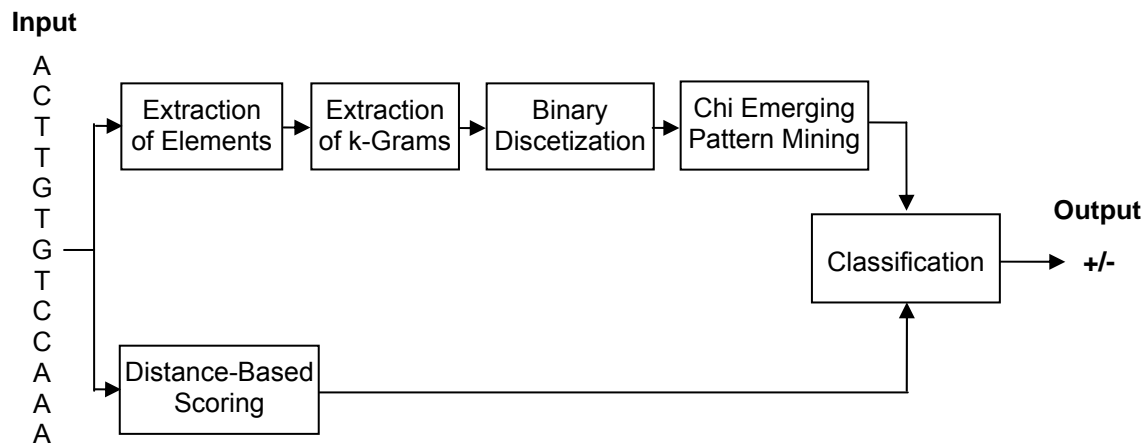 Input
A
C
T
T
G
T
G
T
C
C
A
A
A
Extraction
of Elements
Extraction
of k-Grams
Binary
Discetization
Chi Emerging
Pattern Mining
Distance-Based
Scoring
Classification
Output
+/-